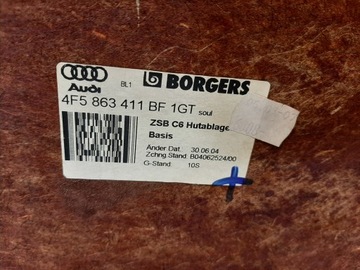 Audi BL1 BORGERS
4F5 863 411 BF 1GT soul
ZSB C6 Hutablage
Basis
Änder Dat. 30.06.04
Zchng.Stand. B04062524/00
G-Stand 10S